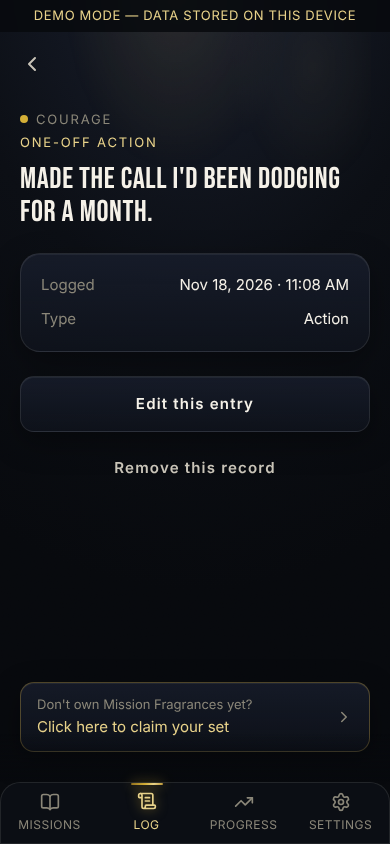 DEMO MODE — DATA STORED ON THIS DEVICE
COURAGE
ONE-OFF ACTION
MADE THE CALL I'D BEEN DODGING
FOR A MONTH.
Logged Nov 18, 2026 · 11:08 AM
Type Action
Edit this entry
Remove this record
Don't own Mission Fragrances yet?
Click here to claim your set
MISSIONS LOG PROGRESS SETTINGS